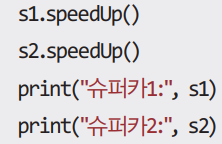 s1.speedUp()
s2.speedUp()
print("슈퍼카1:", s1)
print("슈퍼카2:", s2)